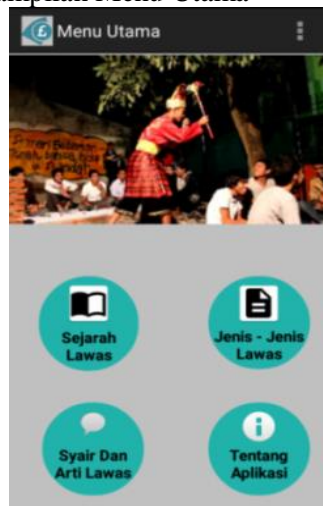 Menu Utama
Sejarah
Lawas
Jenis - Jenis
Lawas
Syair Dan
Arti Lawas
Tentang
Aplikasi